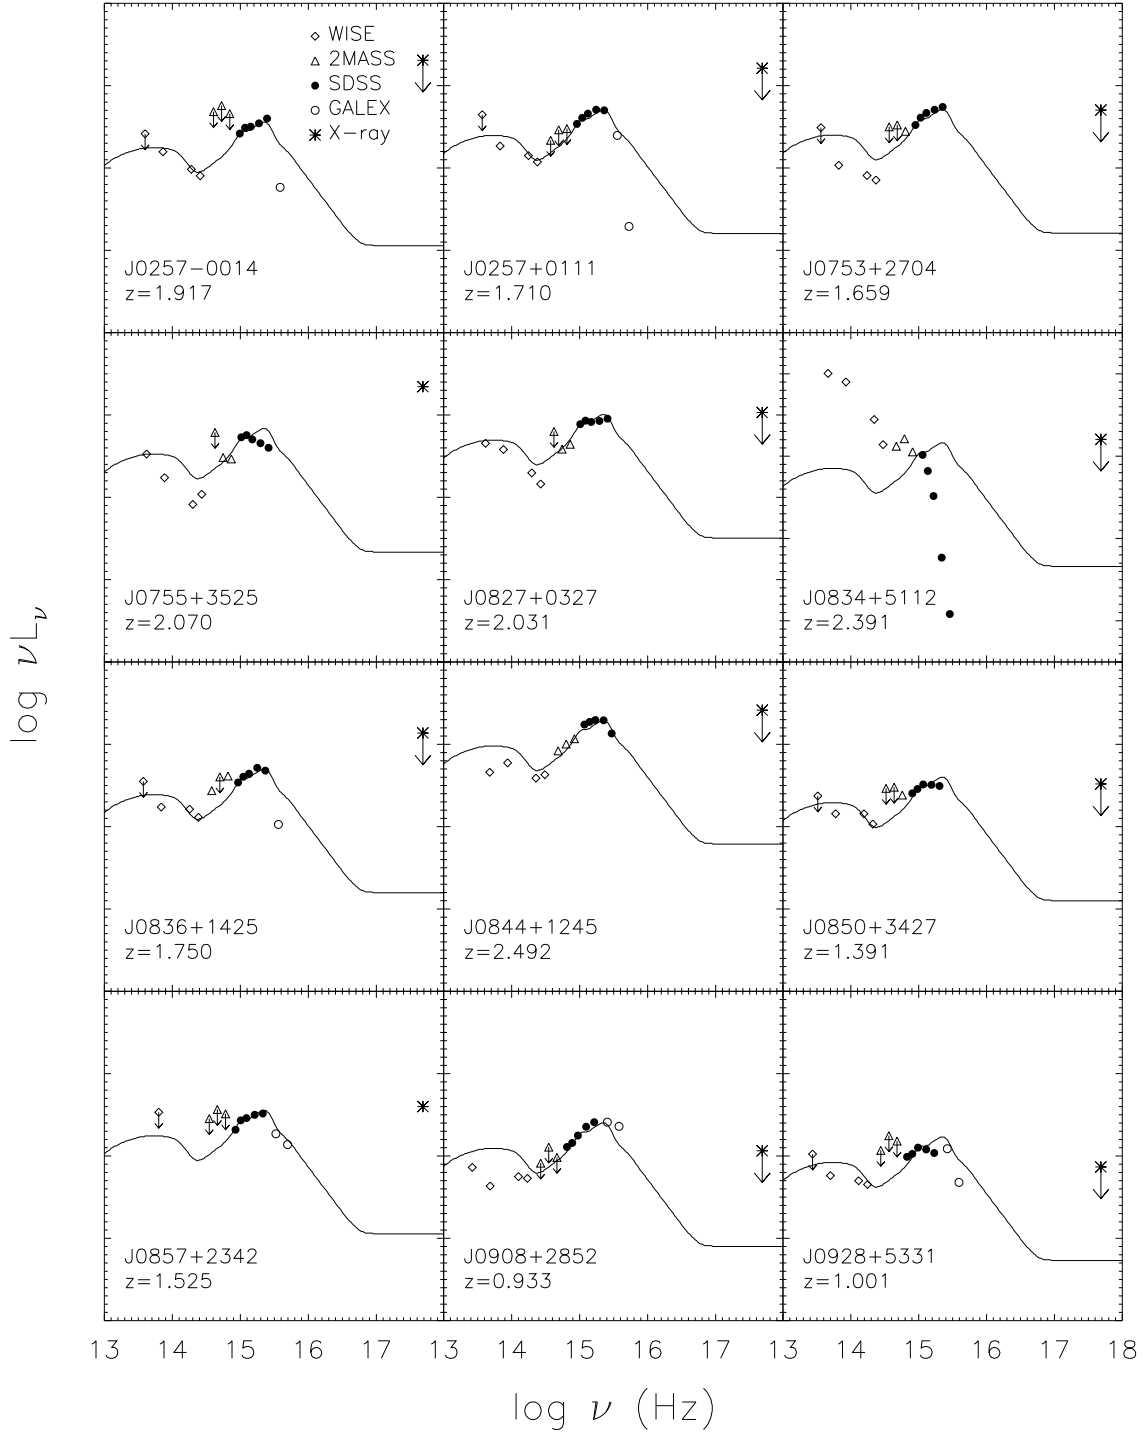 WISE
2MASS
SDSS
GALEX
X-ray
J0257-0014
z=1.917
J0257+0111
z=1.710
J0753+2704
z=1.659
J0755+3525
z=2.070
J0827+0327
z=2.031
J0834+5112
z=2.391
J0836+1425
z=1.750
J0844+1245
z=2.492
J0850+3427
z=1.391
J0857+2342
z=1.525
J0908+2852
z=0.933
J0928+5331
z=1.001
log νLν
13 14 15 16 17 13 14 15 16 17 13 14 15 16 17 18
log ν (Hz)